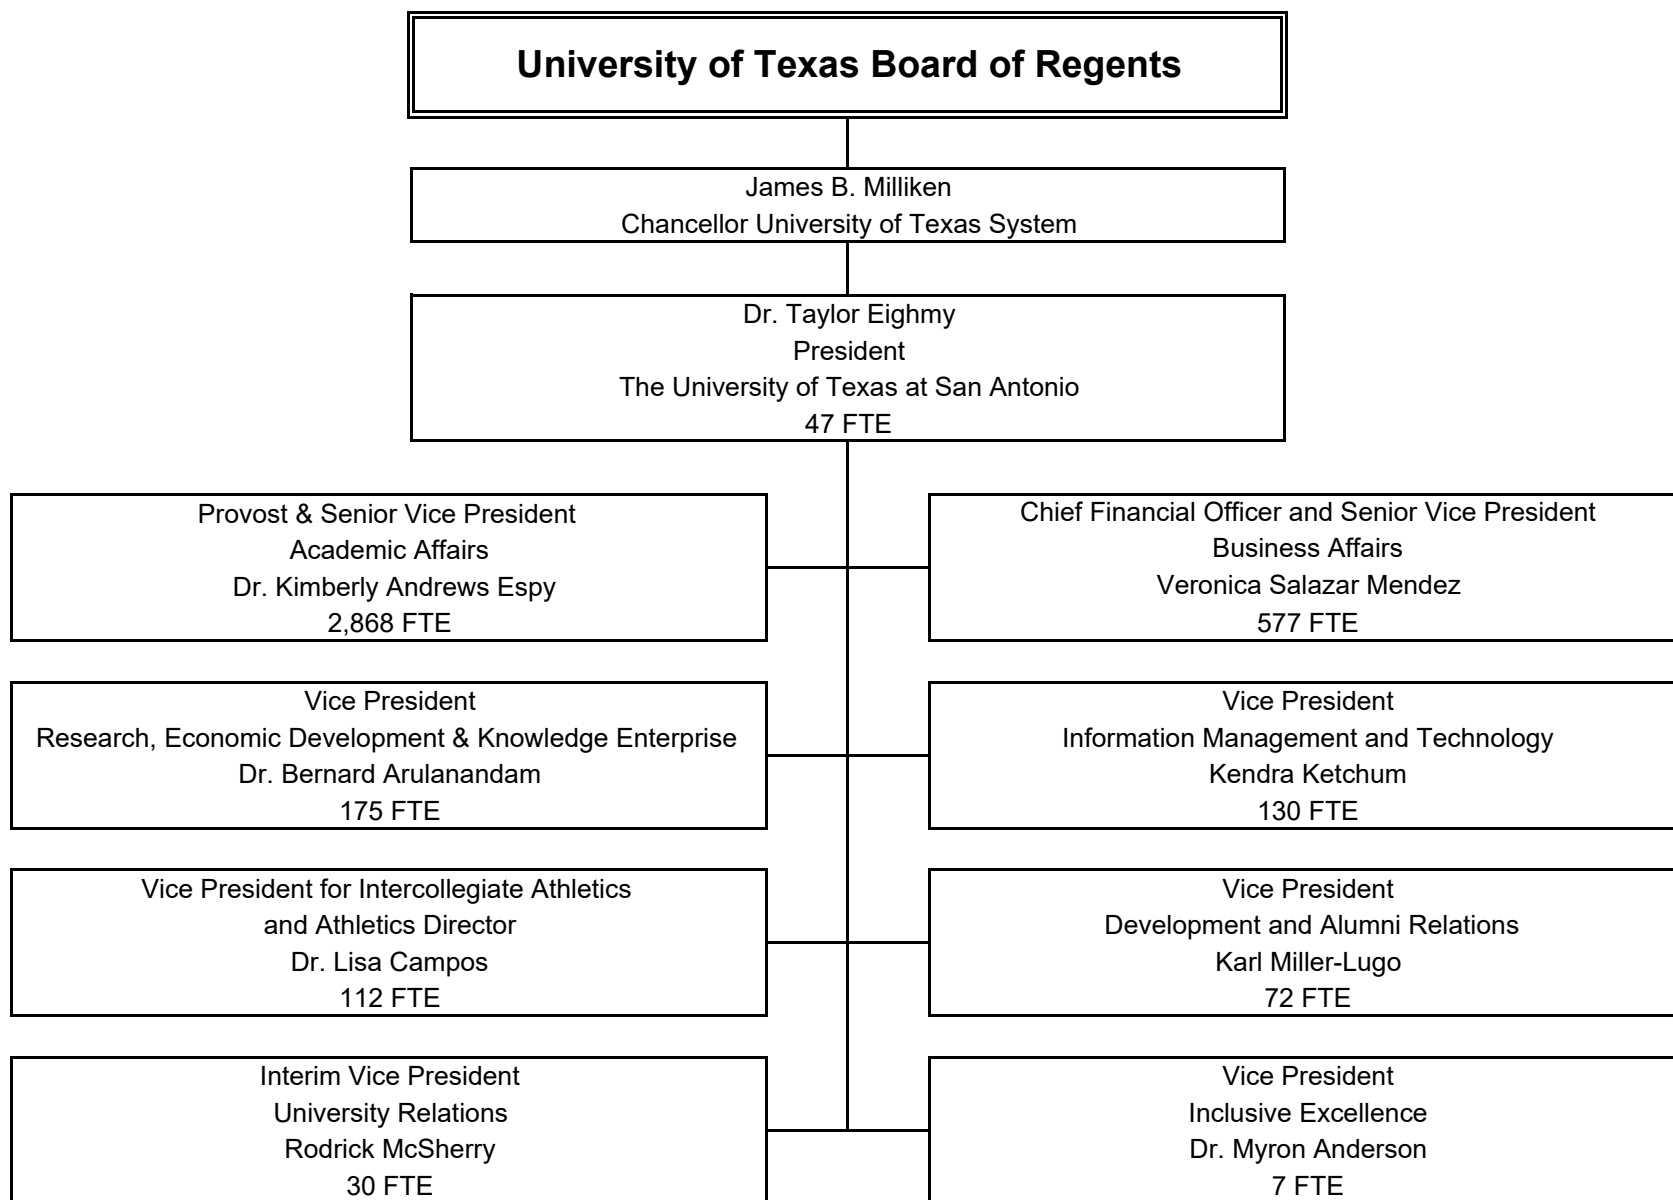 University of Texas Board of Regents
James B. Milliken
Chancellor University of Texas System
Dr. Taylor Eighmy
President
The University of Texas at San Antonio
47 FTE
Provost & Senior Vice President
Academic Affairs
Dr. Kimberly Andrews Espy
2,868 FTE
Chief Financial Officer and Senior Vice President
Business Affairs
Veronica Salazar Mendez
577 FTE
Vice President
Research, Economic Development & Knowledge Enterprise
Dr. Bernard Arulanandam
175 FTE
Vice President
Information Management and Technology
Kendra Ketchum
130 FTE
Vice President for Intercollegiate Athletics
and Athletics Director
Dr. Lisa Campos
112 FTE
Vice President
Development and Alumni Relations
Karl Miller-Lugo
72 FTE
Interim Vice President
University Relations
Rodrick McSherry
30 FTE
Vice President
Inclusive Excellence
Dr. Myron Anderson
7 FTE